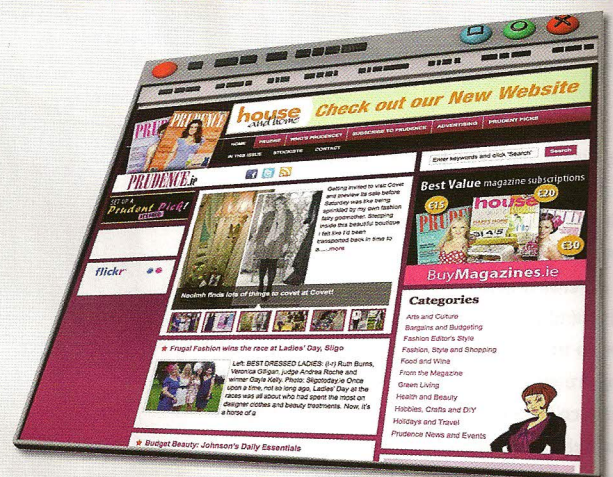 PRUDENCE
house
and home
Check out our New Website
HOME
PRUFAQ
WHO'S PRUDENCE?
SUBSCRIBE TO PRUDENCE
ADVERTISING
PRUDENT PICKS
IN THIS ISSUE
STOCKISTS
CONTACT
PRUDENCE.ie
Enter keywords and click "Search"
Search
SET UP A
Prudent Pick!
flickr
Getting invited to visit Covet
and preview its sale before
Saturday was like being
sprinkled by my own fashion
fairy godmother. Stepping
inside this beautiful boutique
I felt like I'd been
transported back in time to
a......more
Naoimh finds lots of things to covet at Covet!
Best Value magazine subscriptions
€15
house
€20
€30
BuyMagazines.ie
Categories
Arts and Culture
Bargains and Budgeting
Fashion Editor's Style
Fashion, Style and Shopping
Food and Wine
From the Magazine
Green Living
Health and Beauty
Hobbies, Crafts and DIY
Holidays and Travel
Prudence News and Events
Frugal Fashion wins the race at Ladies' Day, Sligo
Left: BEST DRESSED LADIES: (l-r) Ruth Burns,
Veronica Gilligan, judge Andrea Roche and
winner Gayle Kelly. Photo: Sligotoday.ie Once
upon a time, not so long ago, Ladies' Day at the
races was all about who had spent the most on
designer clothes and beauty treatments. Now, it's
a horse of a
Budget Beauty: Johnson's Daily Essentials